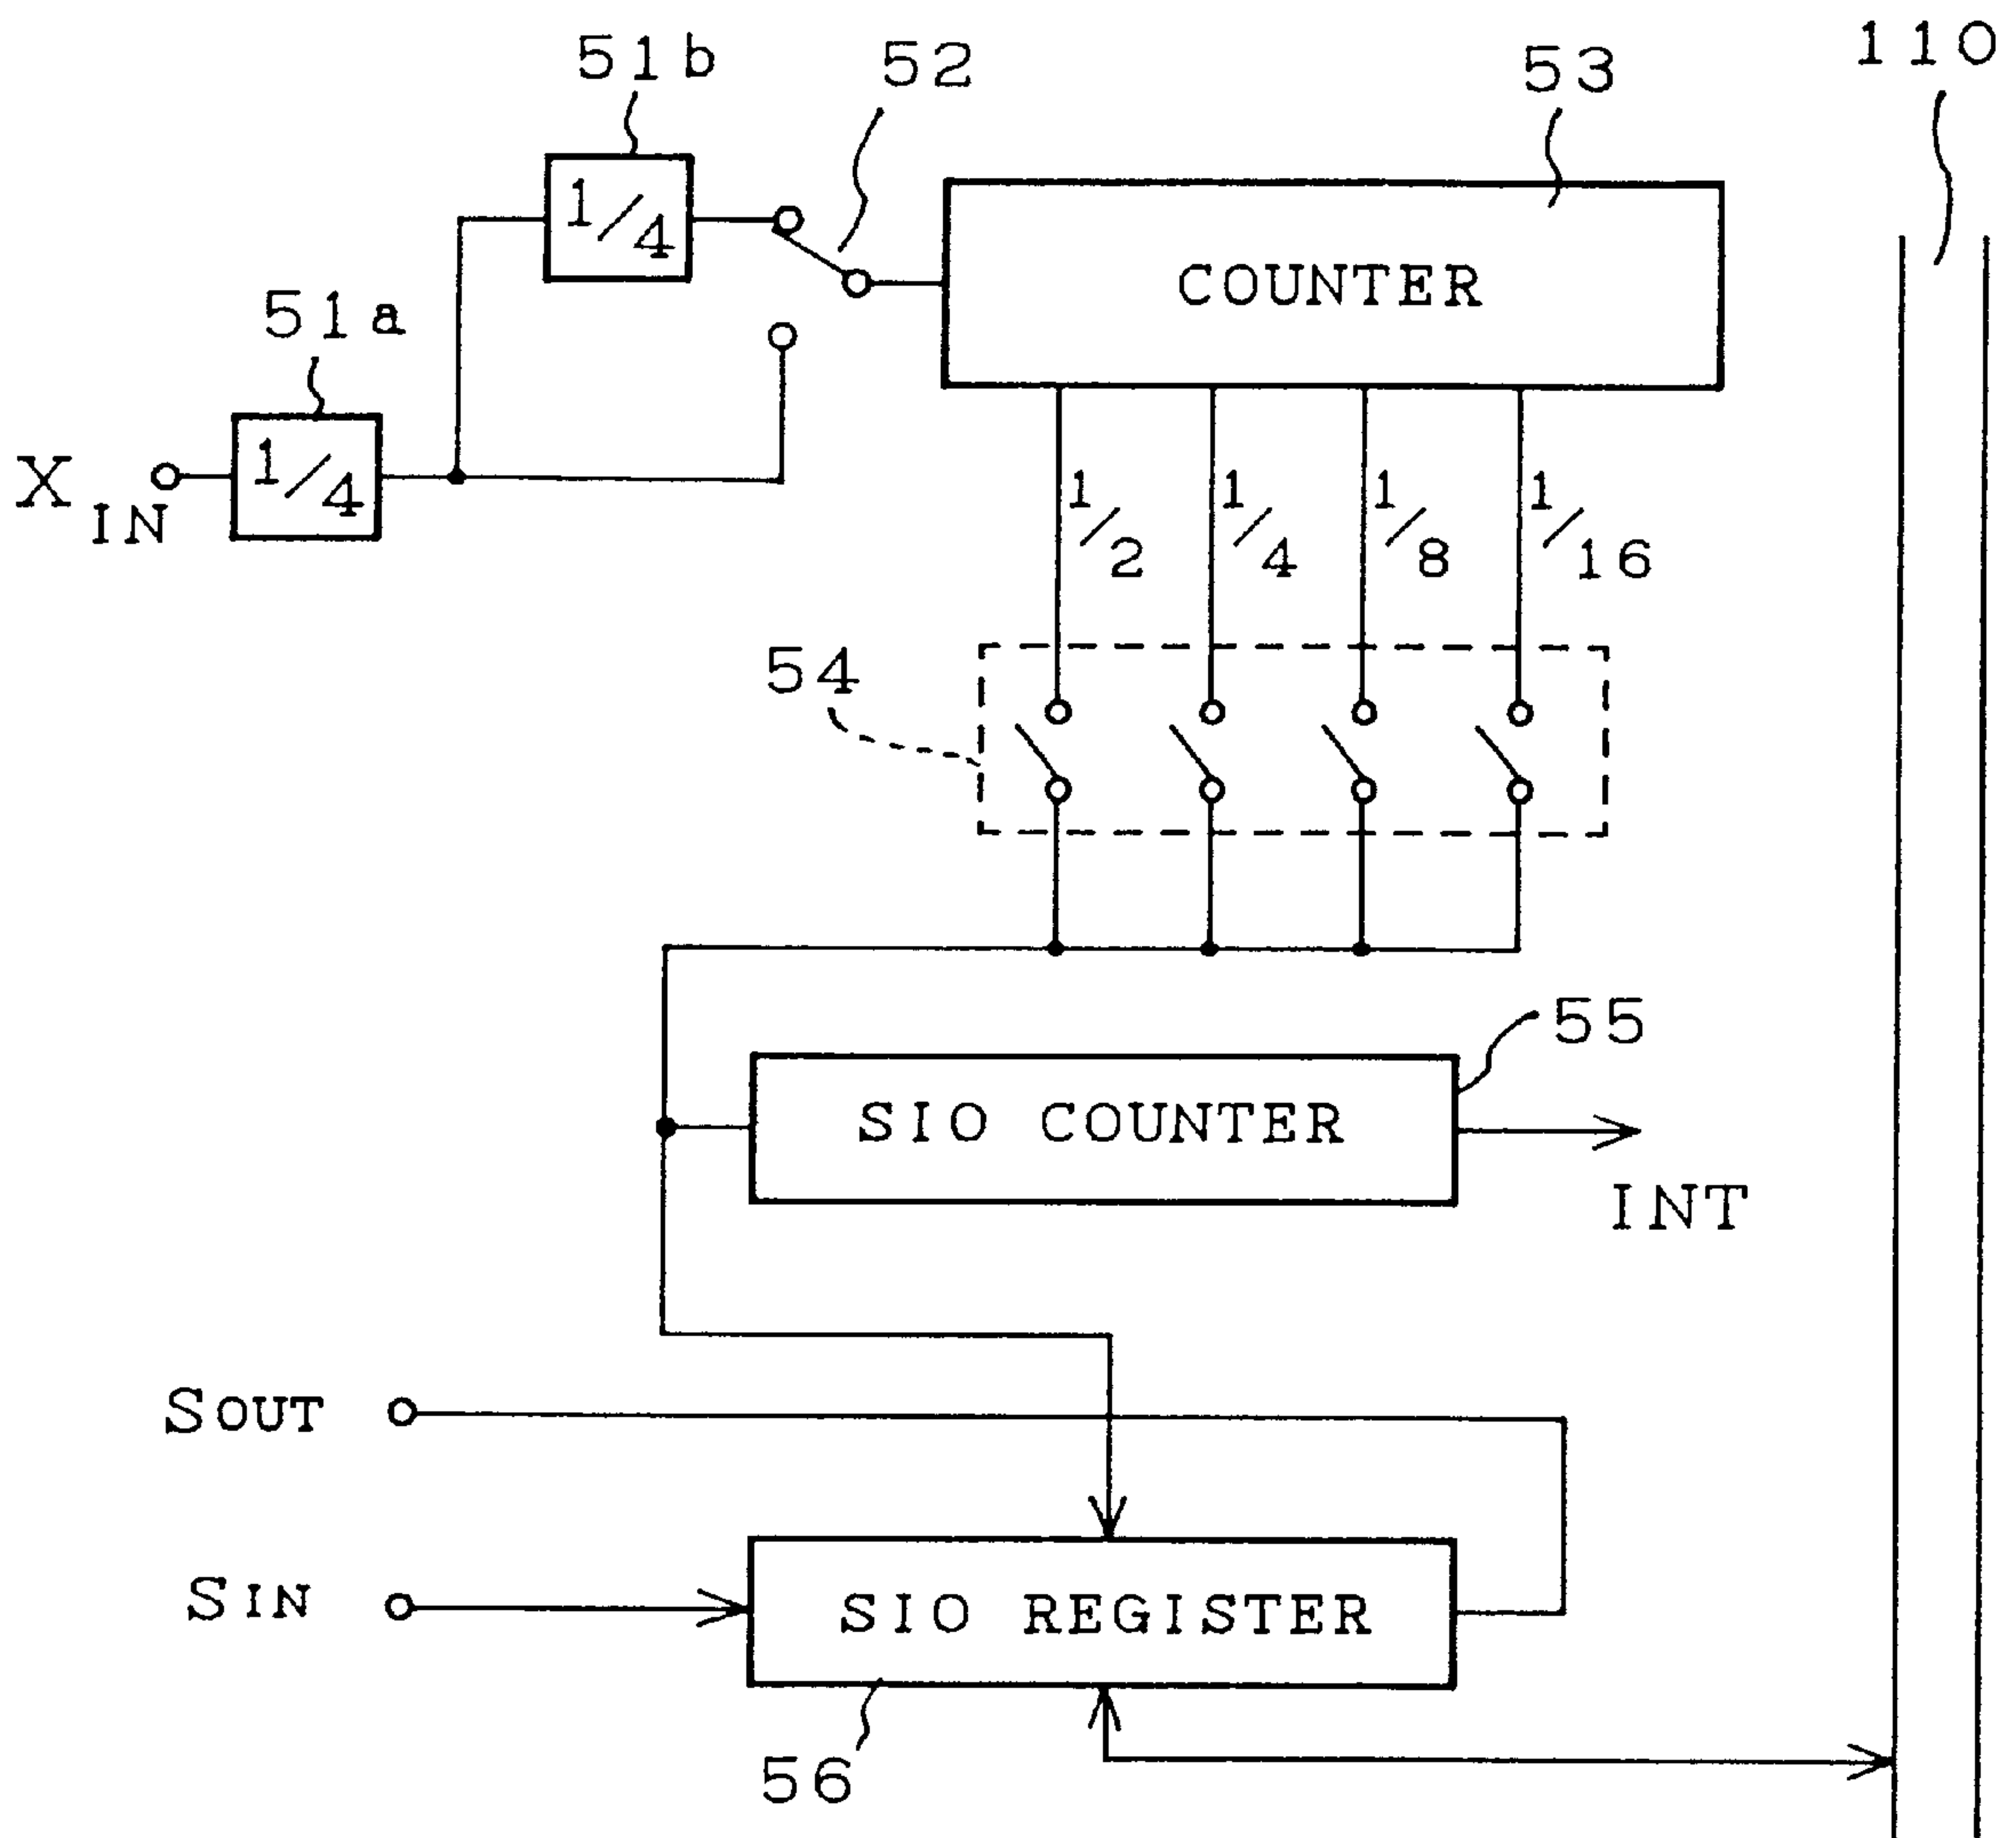 51b
52
53
110
1/4
COUNTER
51a
XIN
1/4
1/2
1/4
1/8
1/16
54
55
SIO COUNTER
INT
SOUT
SIN
SIO REGISTER
56